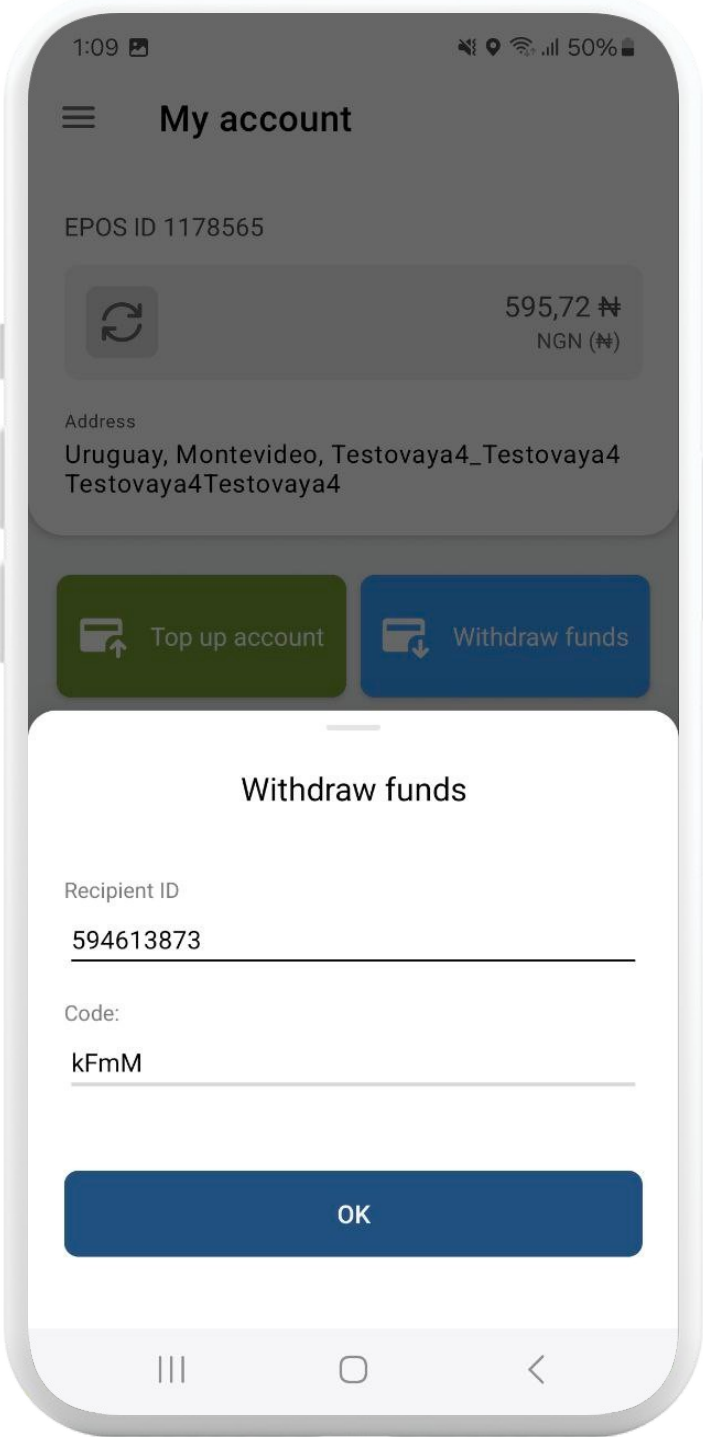 1:09 50%
My account
EPOS ID 1178565
595,72 ₦
NGN (₦)
Address
Uruguay, Montevideo, Testovaya4_Testovaya4
Testovaya4Testovaya4
Top up account
Withdraw funds
Withdraw funds
Recipient ID
594613873
Code:
kFmM
OK